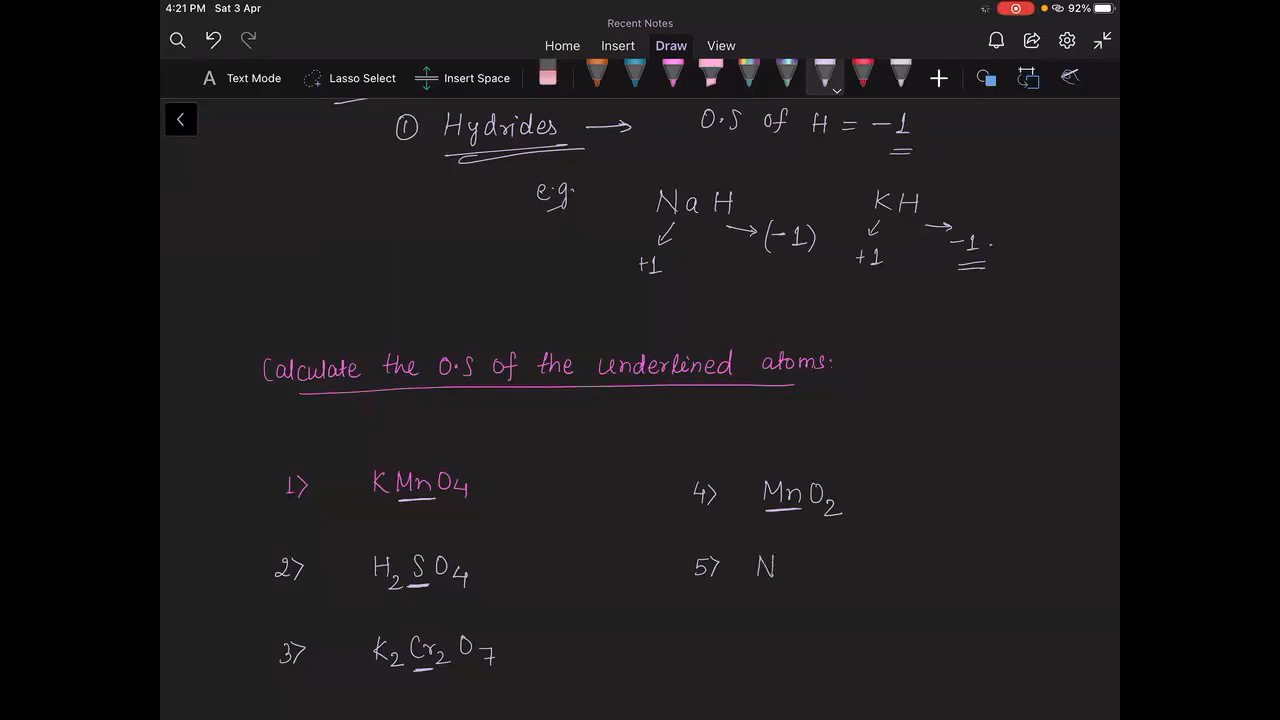 4:21 PM Sat 3 Apr
92%
Recent Notes
Home Insert Draw View
A Text Mode Lasso Select Insert Space
① Hydrides → O.S of H = -1
e.g. NaH KH
+1 (-1) +1 -1.
Calculate the O.S of the underlined atoms:
1> KMnO4 4> MnO2
2> H2SO4 5> N
3> K2Cr2O7